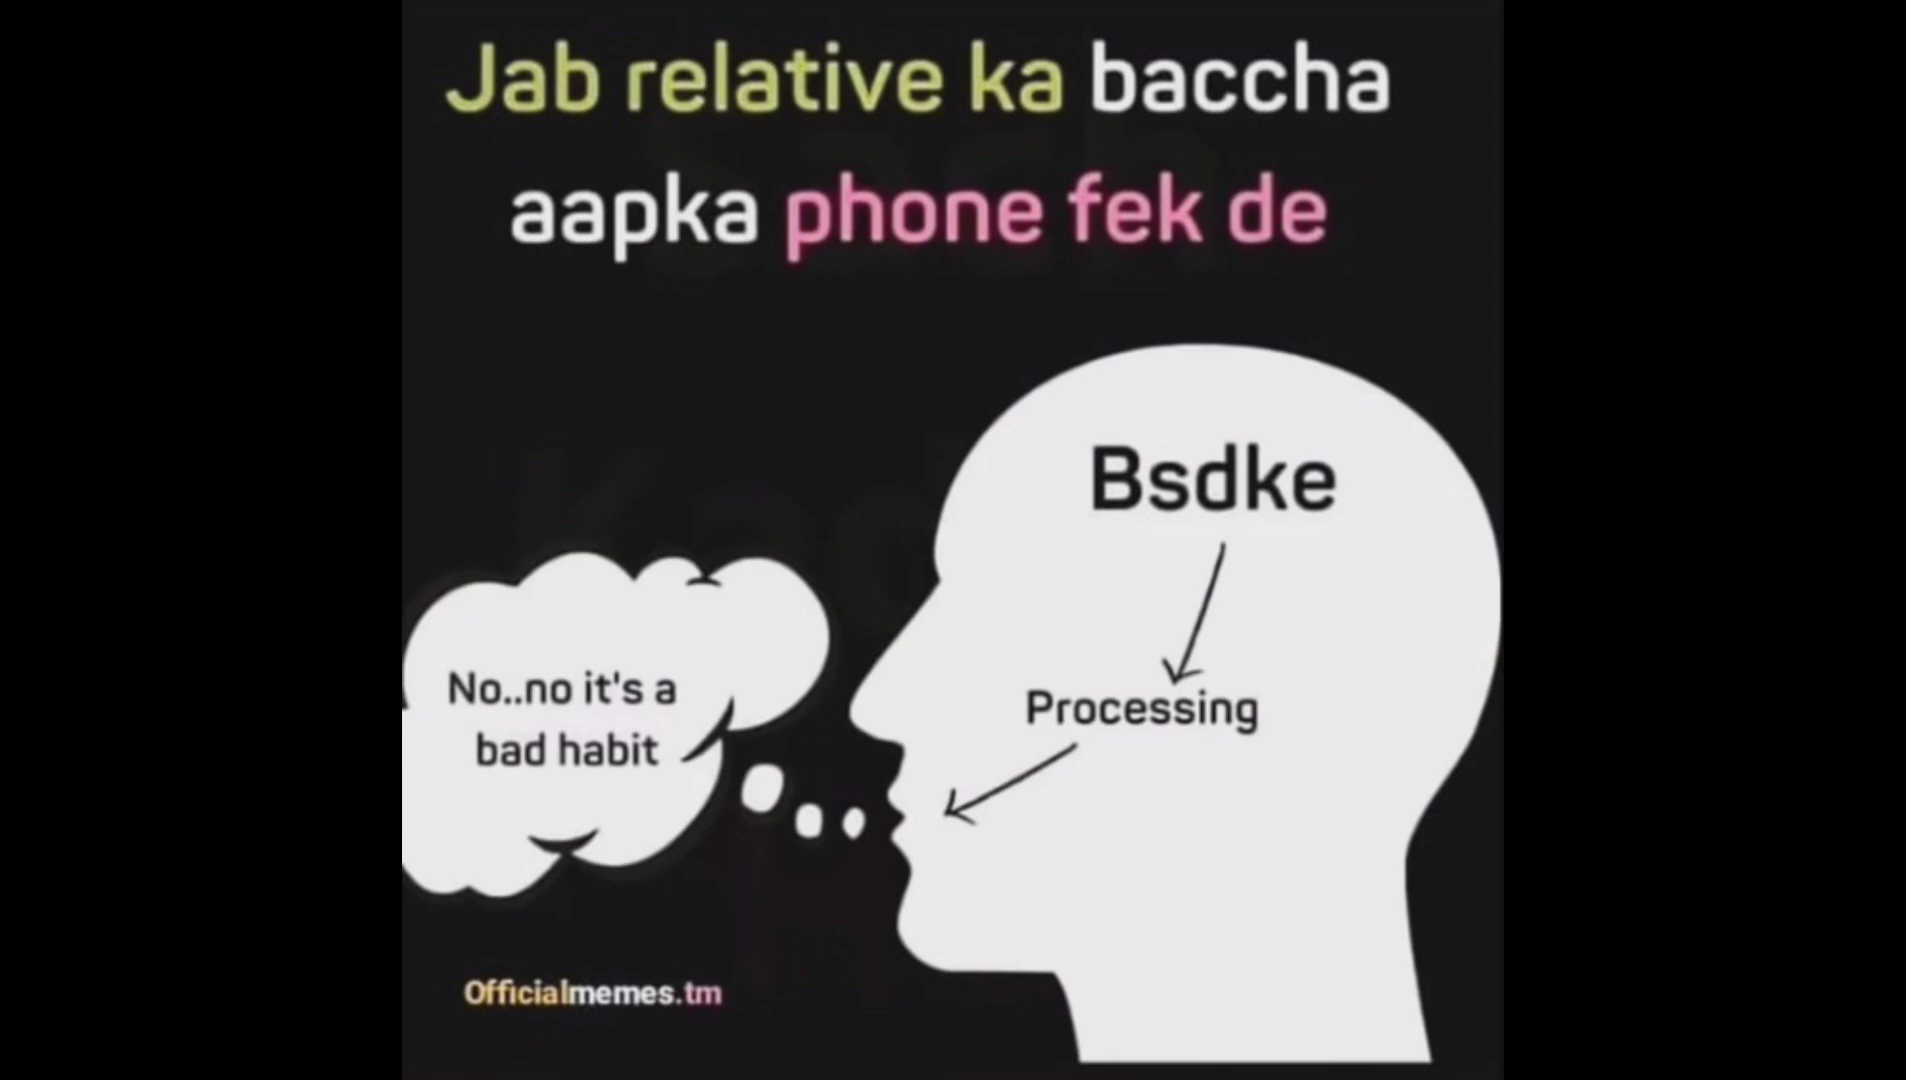 Jab relative ka baccha
aapka phone fek de
Bsdke
Processing
No..no it's a
bad habit
Officialmemes.tm